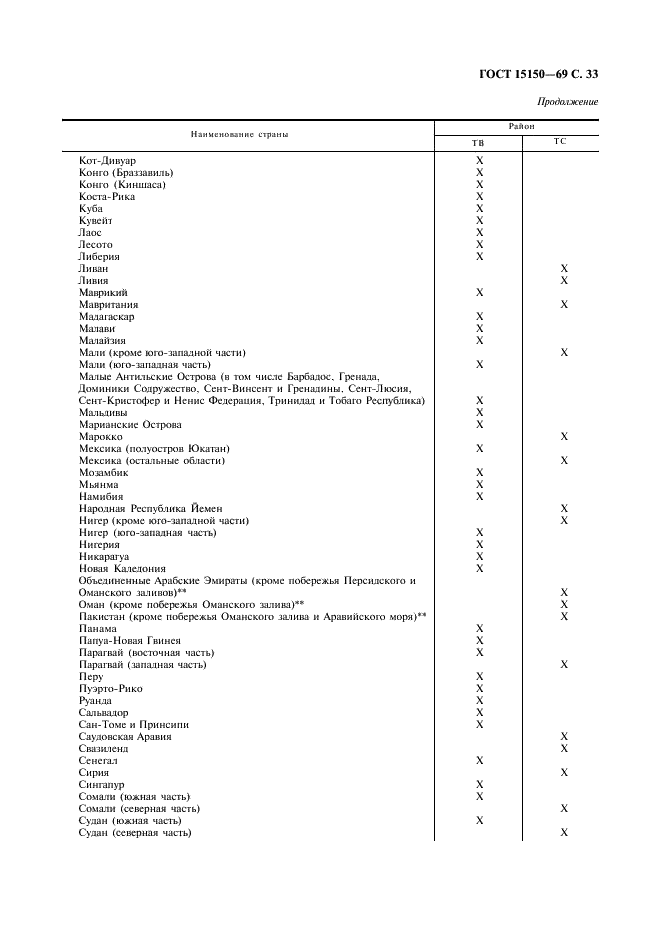 ГОСТ 15150—69 С. 33
Продолжение
Наименование страны
Район
ТВ ТС
Кот-Дивуар X
Конго (Браззавиль) X
Конго (Киншаса) X
Коста-Рика X
Куба X
Кувейт X
Лаос X
Лесото X
Либерия X
Ливан X
Ливия X
Маврикий X
Мавритания X
Мадагаскар X
Малави X
Малайзия X
Мали (кроме юго-западной части) X
Мали (юго-западная часть) X
Малые Антильские Острова (в том числе Барбадос, Гренада,
Доминики Содружество, Сент-Винсент и Гренадины, Сент-Люсия,
Сент-Кристофер и Ненис Федерация, Тринидад и Тобаго Республика) X
Мальдивы X
Марианские Острова X
Марокко X
Мексика (полуостров Юкатан) X
Мексика (остальные области) X
Мозамбик X
Мьянма X
Намибия X
Народная Республика Йемен X
Нигер (кроме юго-западной части) X
Нигер (юго-западная часть) X
Нигерия X
Никарагуа X
Новая Каледония X
Объединенные Арабские Эмираты (кроме побережья Персидского и
Оманского заливов)** X
Оман (кроме побережья Оманского залива)** X
Пакистан (кроме побережья Оманского залива и Аравийского моря)** X
Панама X
Папуа-Новая Гвинея X
Парагвай (восточная часть) X
Парагвай (западная часть) X
Перу X
Пуэрто-Рико X
Руанда X
Сальвадор X
Сан-Томе и Принсипи X
Саудовская Аравия X
Свазиленд X
Сенегал X
Сирия X
Сингапур X
Сомали (южная часть) X
Сомали (северная часть) X
Судан (южная часть) X
Судан (северная часть) X